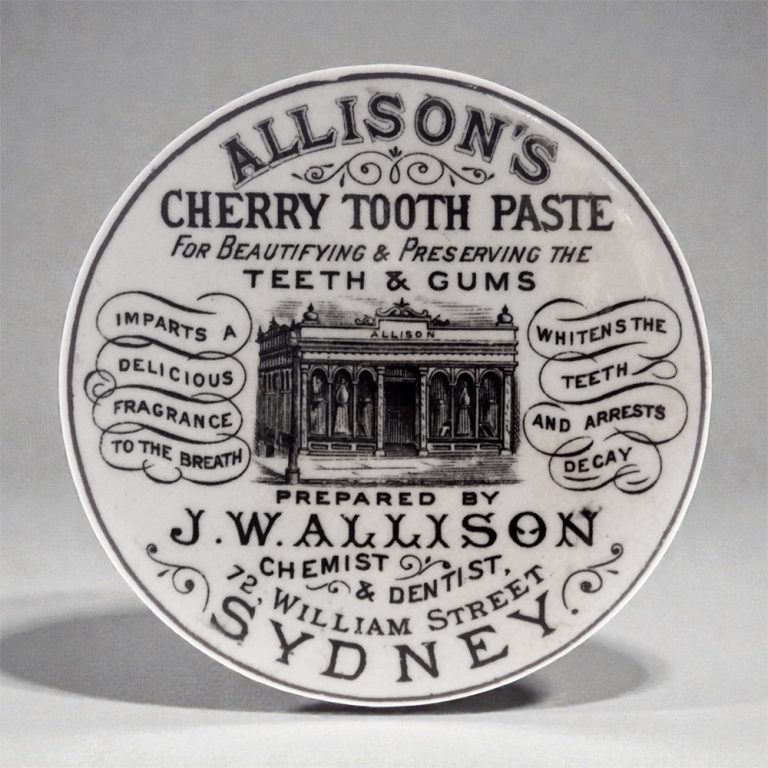 ALLISON'S
CHERRY TOOTH PASTE
FOR BEAUTIFYING & PRESERVING THE
TEETH & GUMS
IMPARTS A
DELICIOUS
FRAGRANCE
TO THE BREATH
ALLISON
WHITENS THE
TEETH
AND ARRESTS
DECAY
PREPARED BY
J.W.ALLISON
CHEMIST
& DENTIST,
72, WILLIAM STREET
SYDNEY.